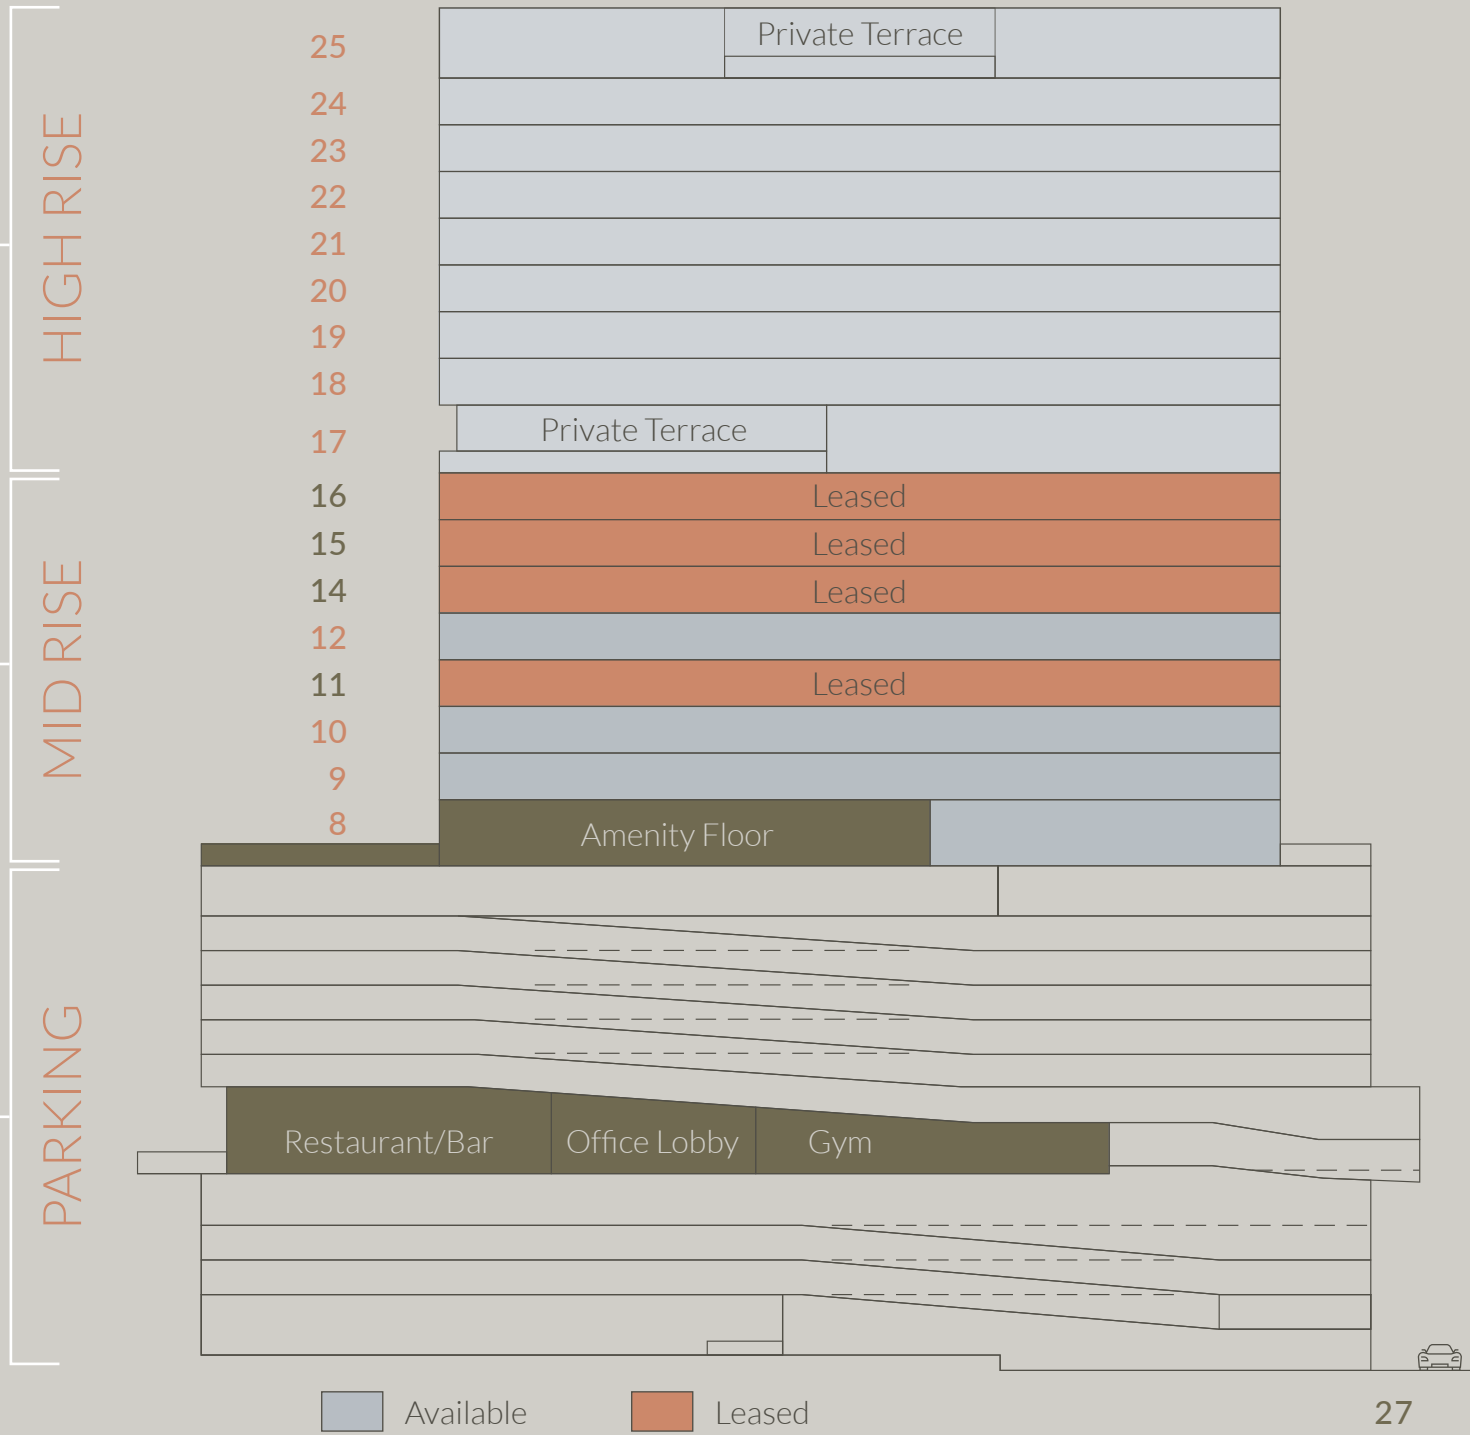 HIGH RISE
25
Private Terrace
24
23
22
21
20
19
18
17
Private Terrace
MID RISE
16
Leased
15
Leased
14
Leased
12
11
Leased
10
9
8
Amenity Floor
PARKING
Restaurant/Bar
Office Lobby
Gym
Available
Leased
27